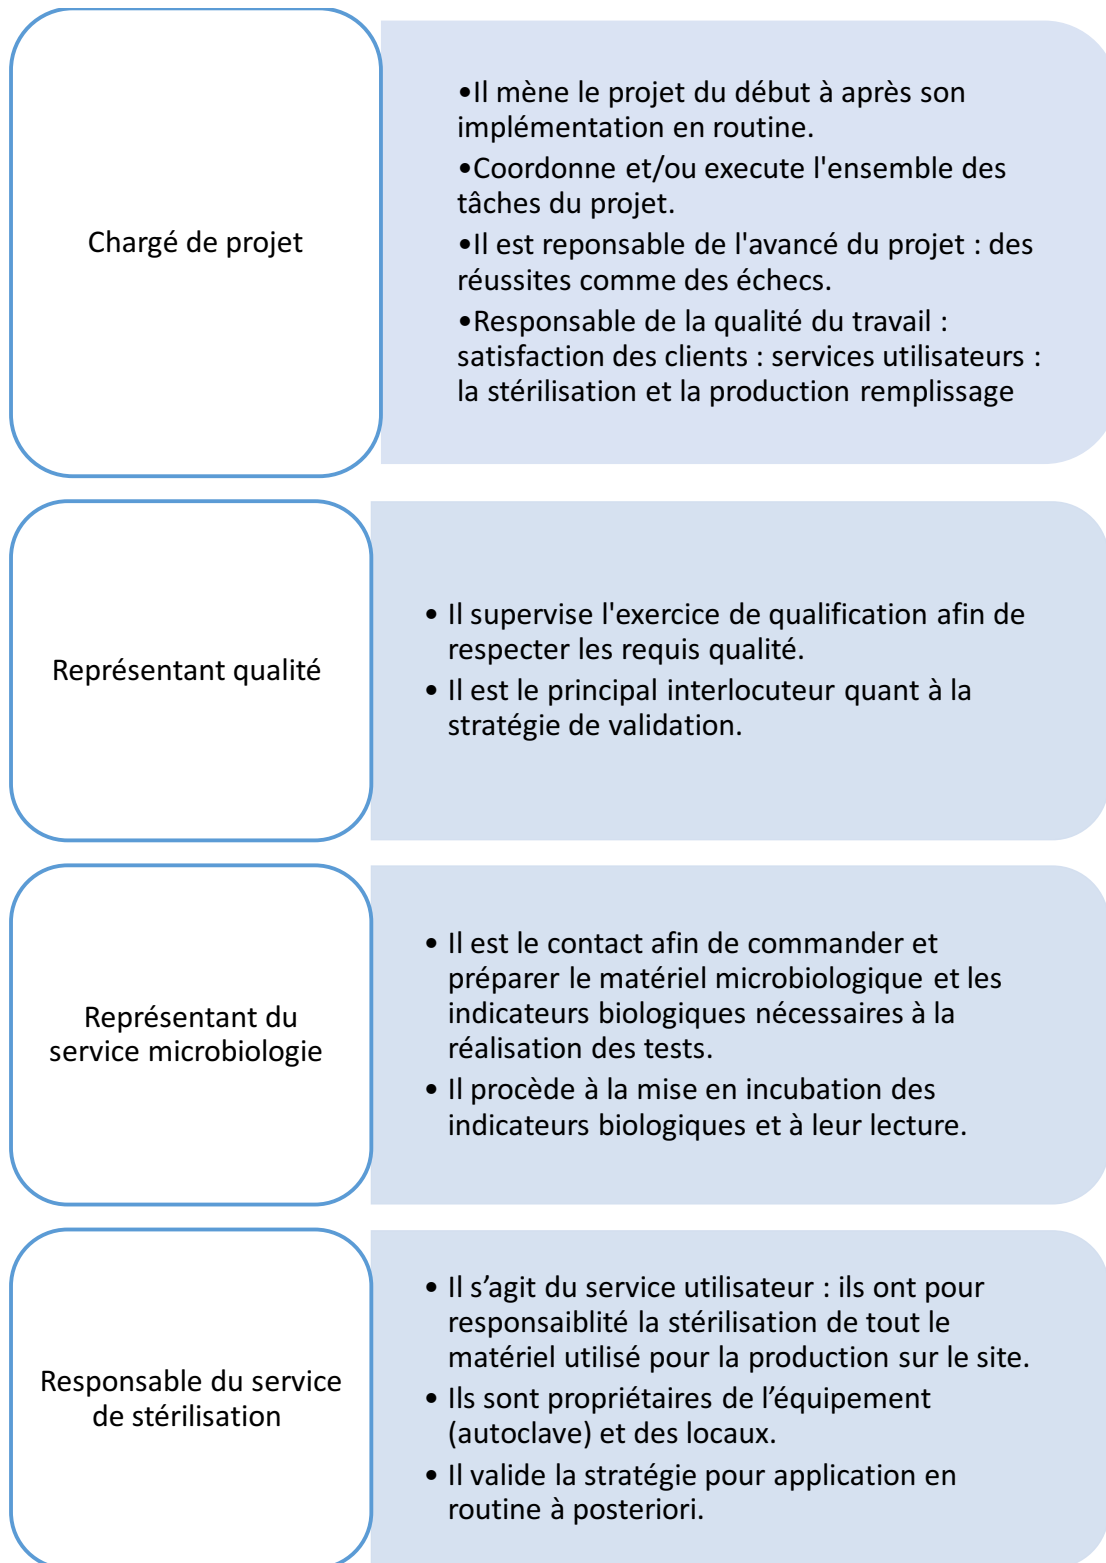 Chargé de projet
•Il mène le projet du début à après son
implémentation en routine.
•Coordonne et/ou execute l'ensemble des
tâches du projet.
•Il est reponsable de l'avancé du projet : des
réussites comme des échecs.
•Responsable de la qualité du travail :
satisfaction des clients : services utilisateurs :
la stérilisation et la production remplissage
Représentant qualité
• Il supervise l'exercice de qualification afin de
respecter les requis qualité.
• Il est le principal interlocuteur quant à la
stratégie de validation.
Représentant du
service microbiologie
• Il est le contact afin de commander et
préparer le matériel microbiologique et les
indicateurs biologiques nécessaires à la
réalisation des tests.
• Il procède à la mise en incubation des
indicateurs biologiques et à leur lecture.
Responsable du service
de stérilisation
• Il s’agit du service utilisateur : ils ont pour
responsaiblité la stérilisation de tout le
matériel utilisé pour la production sur le site.
• Ils sont propriétaires de l’équipement
(autoclave) et des locaux.
• Il valide la stratégie pour application en
routine à posteriori.